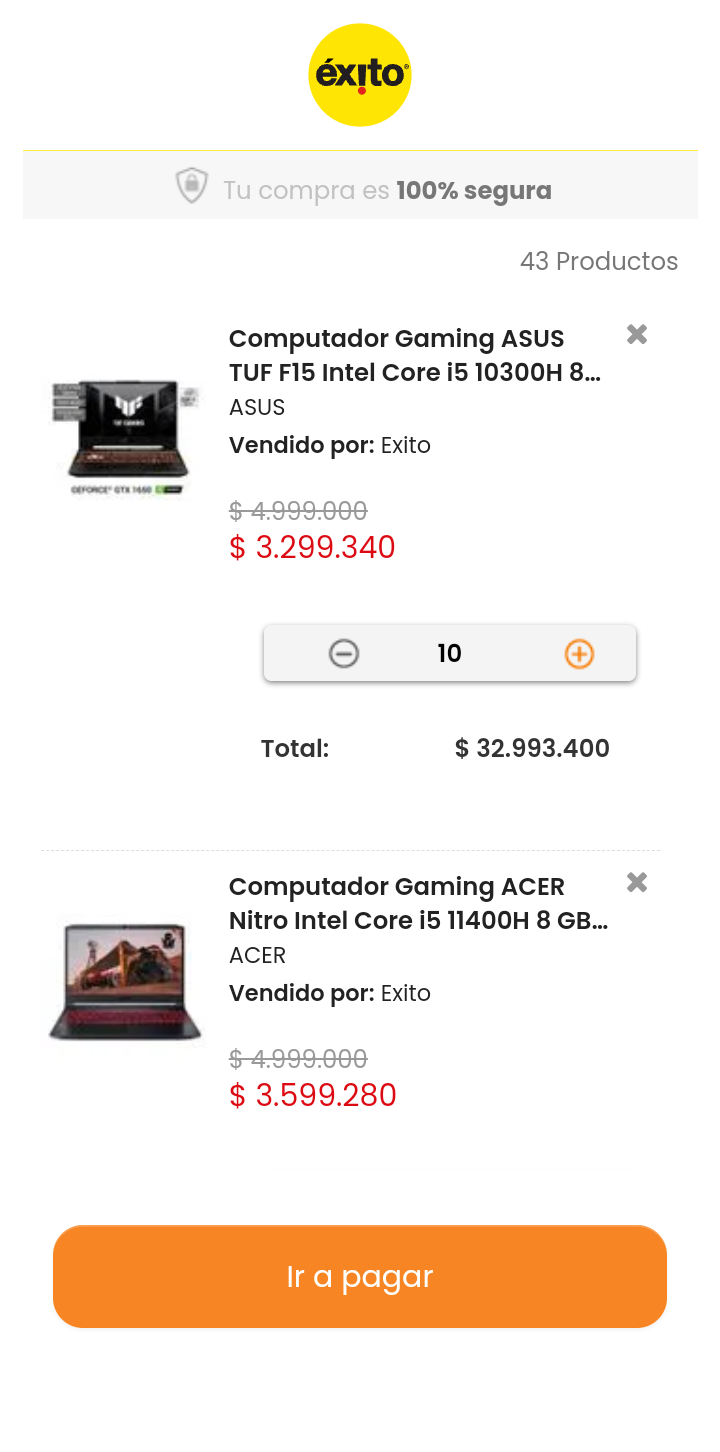 éxito
Tu compra es 100% segura
43 Productos
Computador Gaming ASUS
TUF F15 Intel Core i5 10300H 8...
ASUS
Vendido por: Exito
GEFORCE® GTX 1650
$ 4.999.000
$ 3.299.340
10
Total: $ 32.993.400
Computador Gaming ACER
Nitro Intel Core i5 11400H 8 GB...
ACER
Vendido por: Exito
$ 4.999.000
$ 3.599.280
Ir a pagar